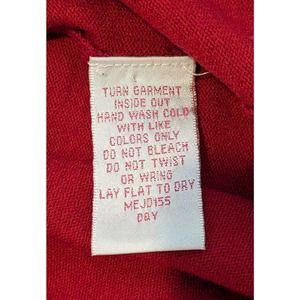 TURN GARMENT
INSIDE OUT
HAND WASH COLD
WITH LIKE
COLORS ONLY
DO NOT BLEACH
DO NOT TWIST
OR WRING
LAY FLAT TO DRY
MEJD155
D&Y